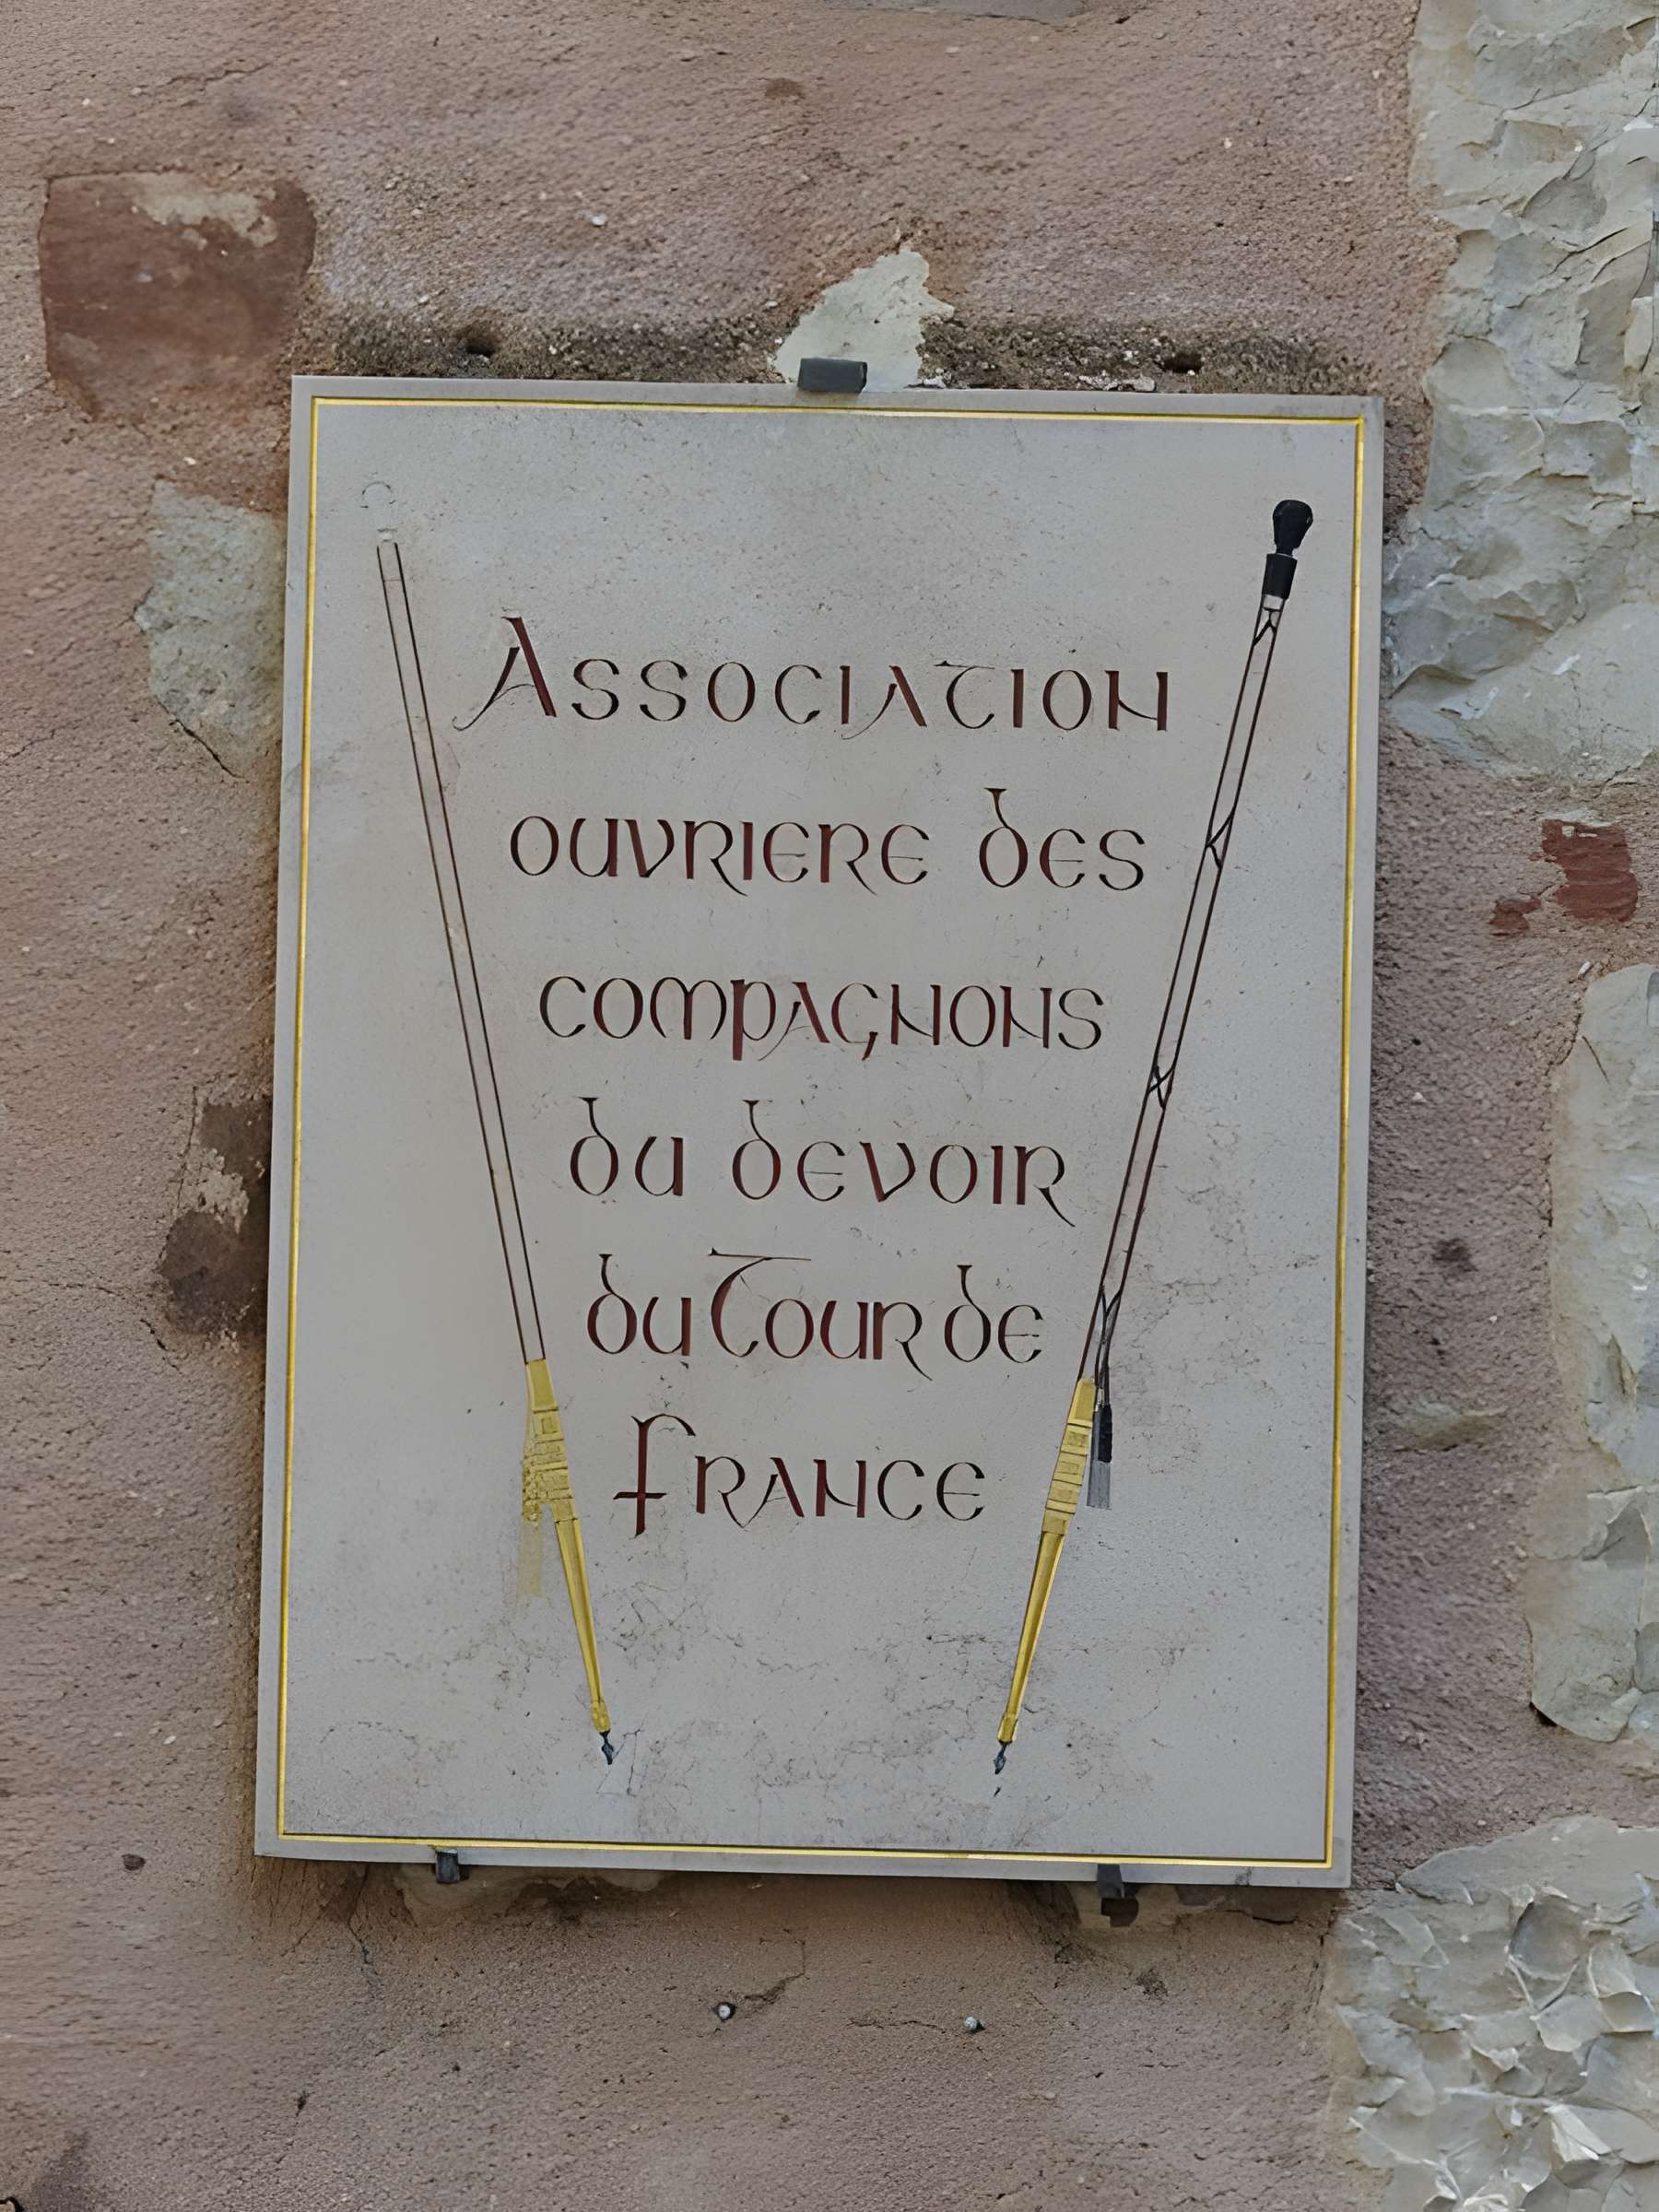 Association
ouvriere des
compagnons
du devoir
du Tour de
France